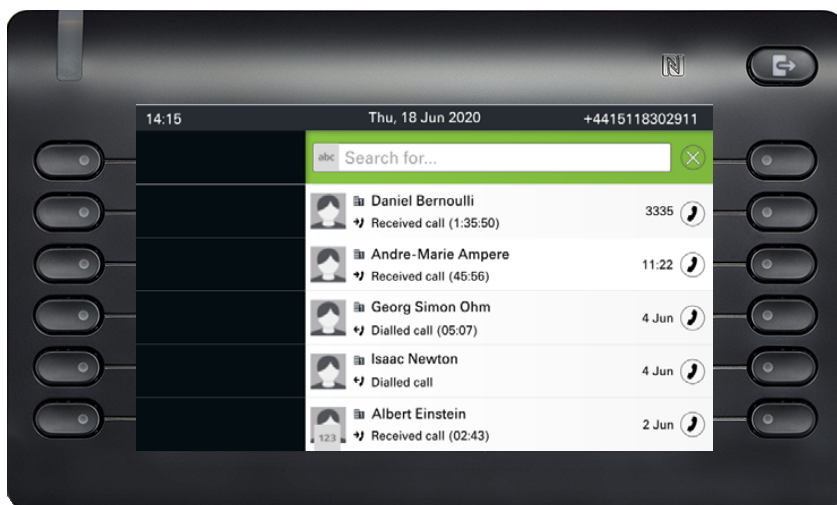 14:15 Thu, 18 Jun 2020 +4415118302911
abc Search for...
Daniel Bernoulli
Received call (1:35:50) 3335
Andre-Marie Ampere
Received call (45:56) 11:22
Georg Simon Ohm
Dialled call (05:07) 4 Jun
Isaac Newton
Dialled call 4 Jun
Albert Einstein
123 Received call (02:43) 2 Jun